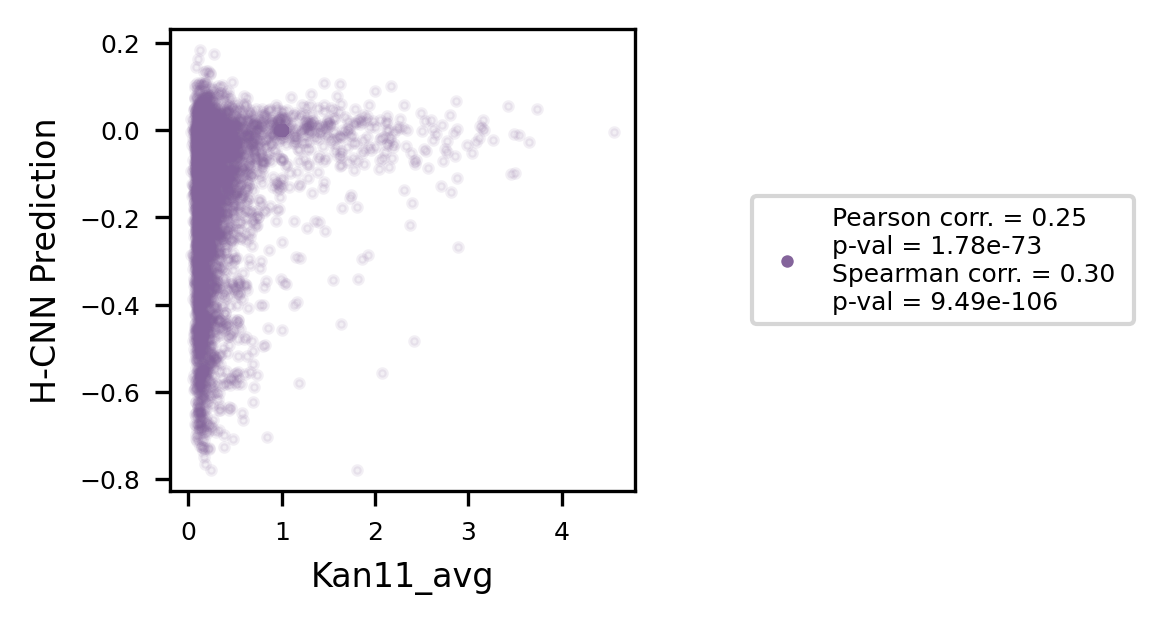 0.2
0.0
−0.2
−0.4
−0.6
−0.8
H-CNN Prediction
0
1
2
3
4
Kan11_avg
Pearson corr. = 0.25
p-val = 1.78e-73
Spearman corr. = 0.30
p-val = 9.49e-106